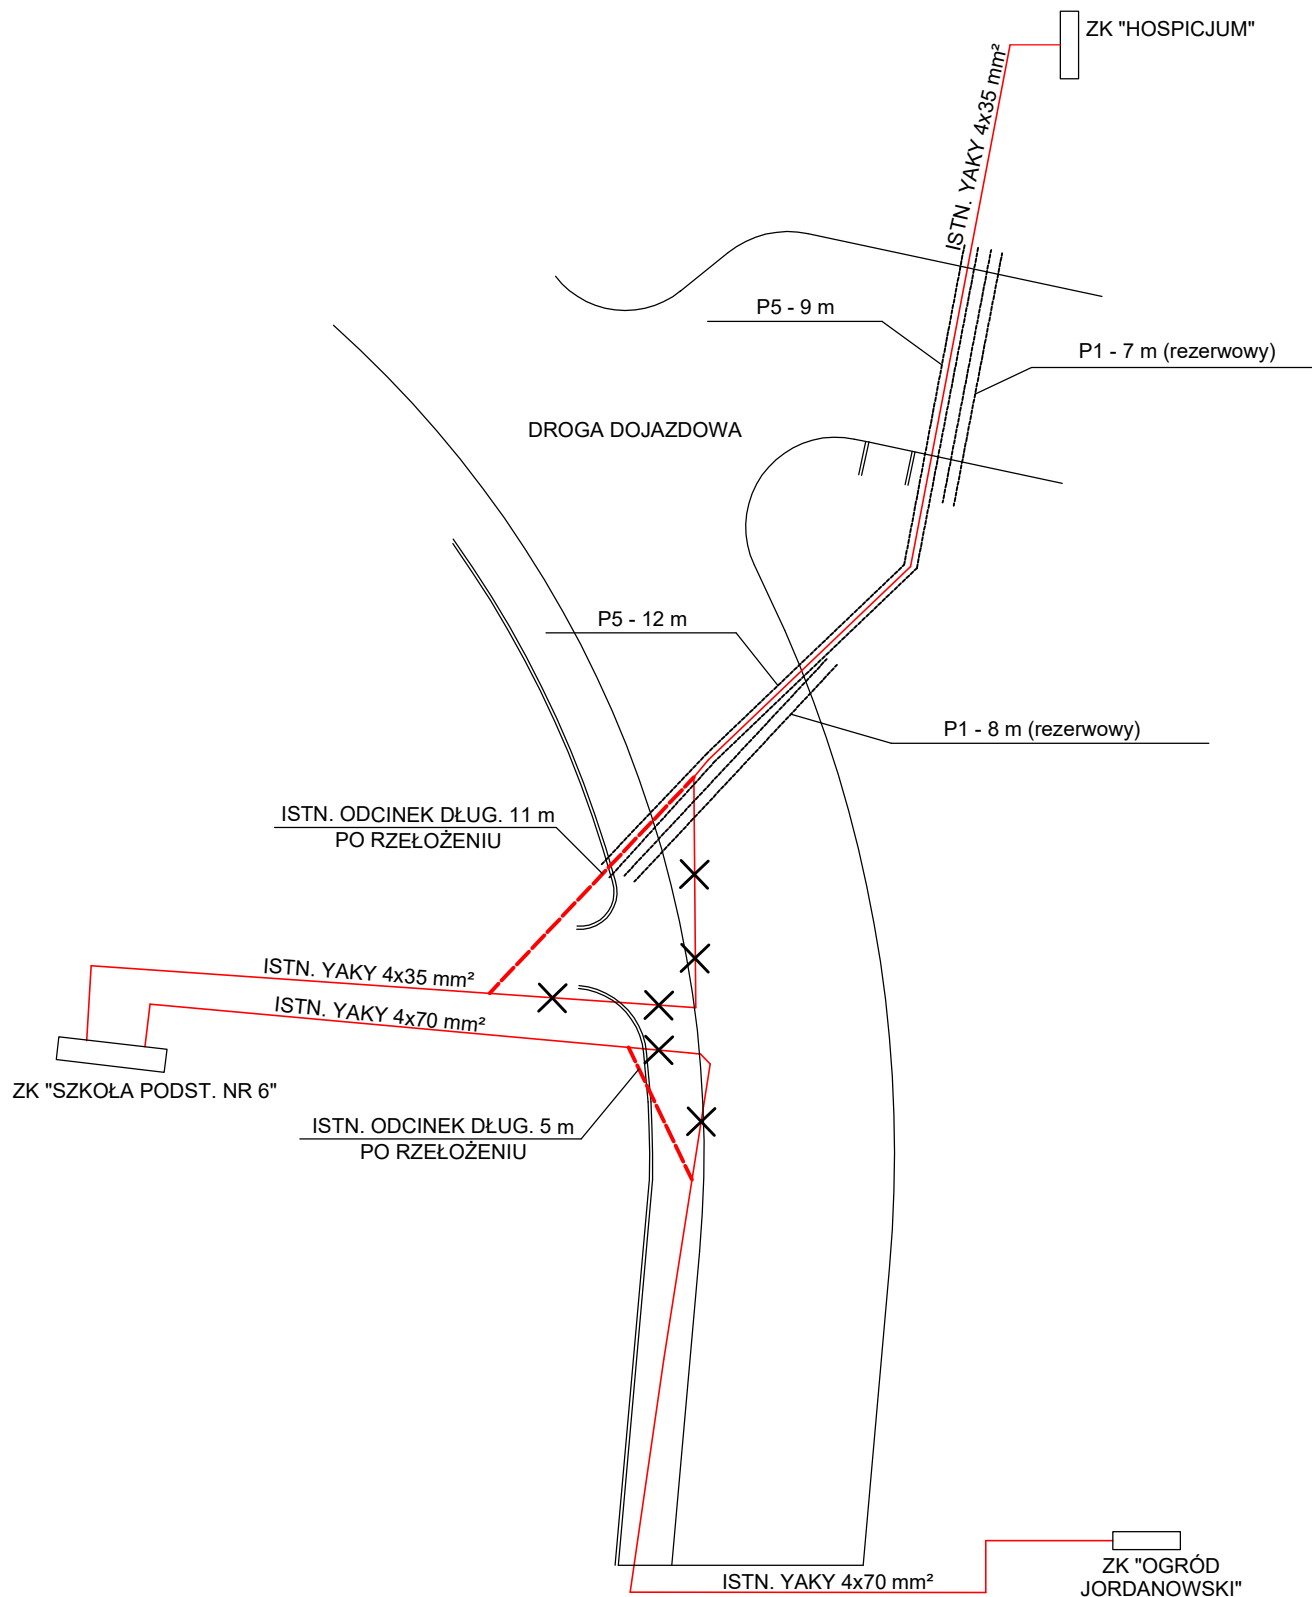 ZK "HOSPICJUM"
ISTN. YAKY 4x35 mm²
P5 - 9 m
P1 - 7 m (rezerwowy)
DROGA DOJAZDOWA
P5 - 12 m
P1 - 8 m (rezerwowy)
ISTN. ODCINEK DŁUG. 11 m
PO RZEŁOŻENIU
ISTN. YAKY 4x35 mm²
ISTN. YAKY 4x70 mm²
ZK "SZKOŁA PODST. NR 6"
ISTN. ODCINEK DŁUG. 5 m
PO RZEŁOŻENIU
ISTN. YAKY 4x70 mm²
ZK "OGRÓD
JORDANOWSKI"